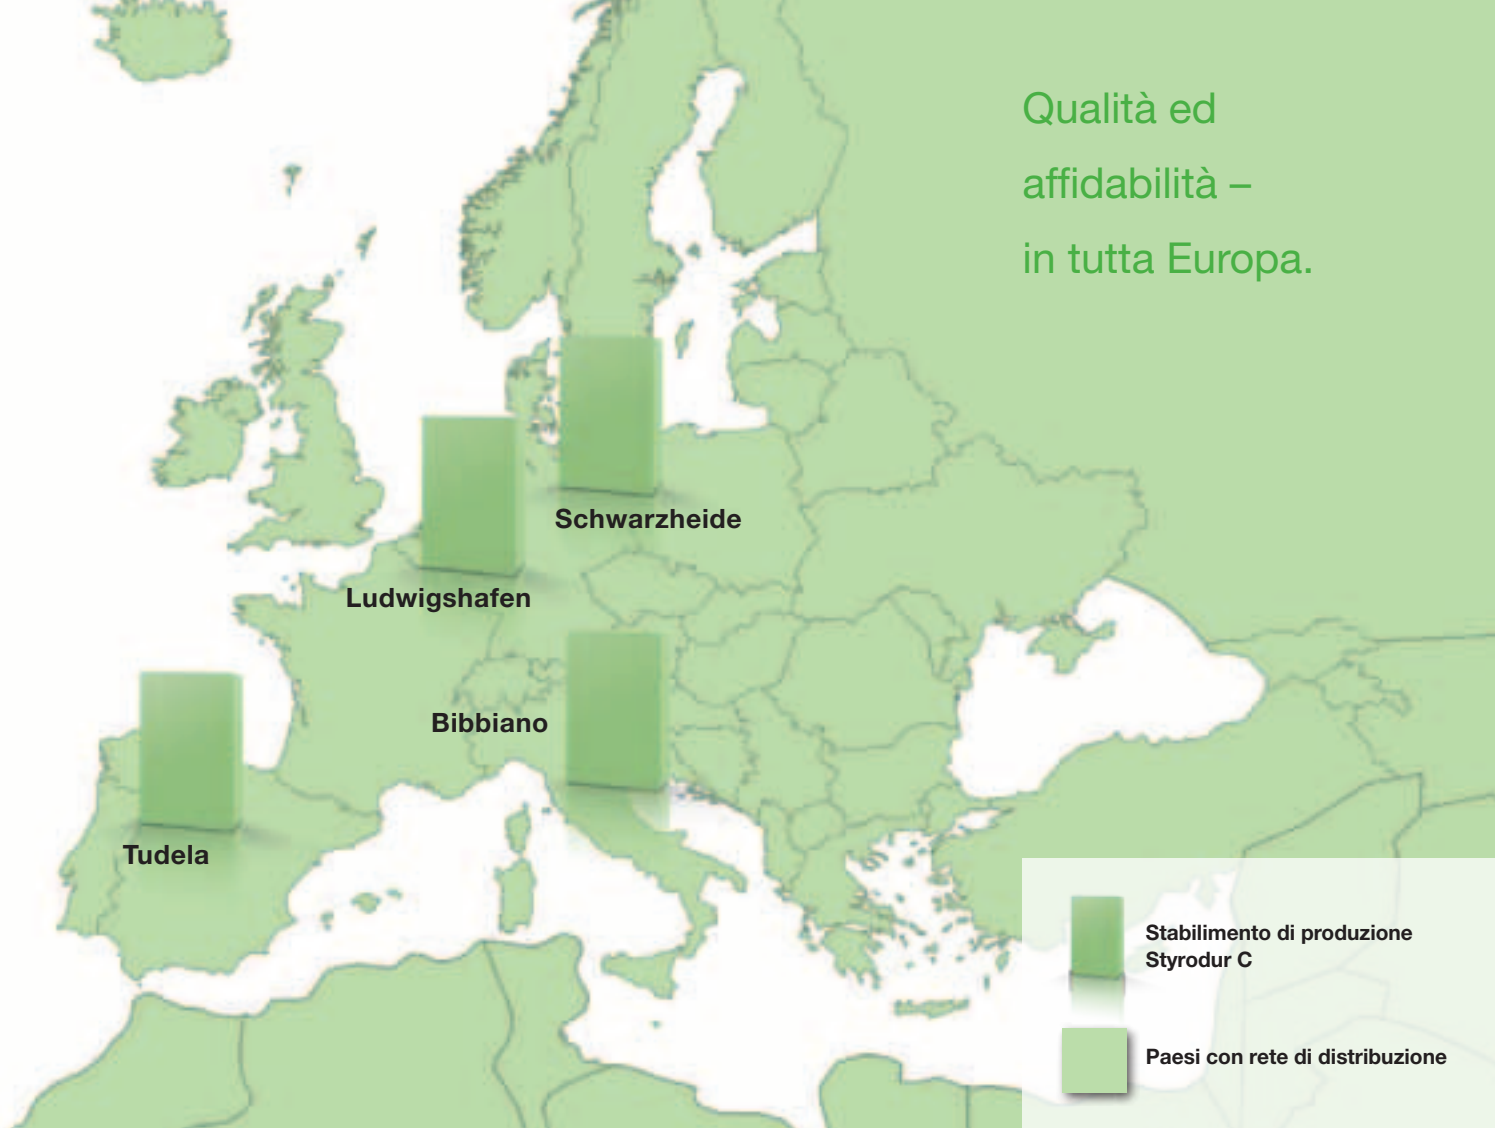 Qualità ed
affidabilità –
in tutta Europa.
Schwarzheide
Ludwigshafen
Bibbiano
Tudela
Stabilimento di produzione
Styrodur C
Paesi con rete di distribuzione